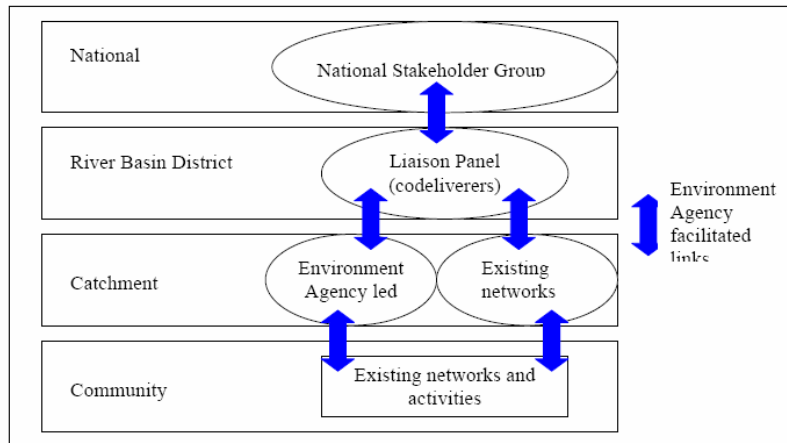 National
National Stakeholder Group
River Basin District
Liaison Panel
(codeliverers)
Environment
Agency
facilitated
links
Catchment
Environment
Agency led
Existing
networks
Community
Existing networks and
activities